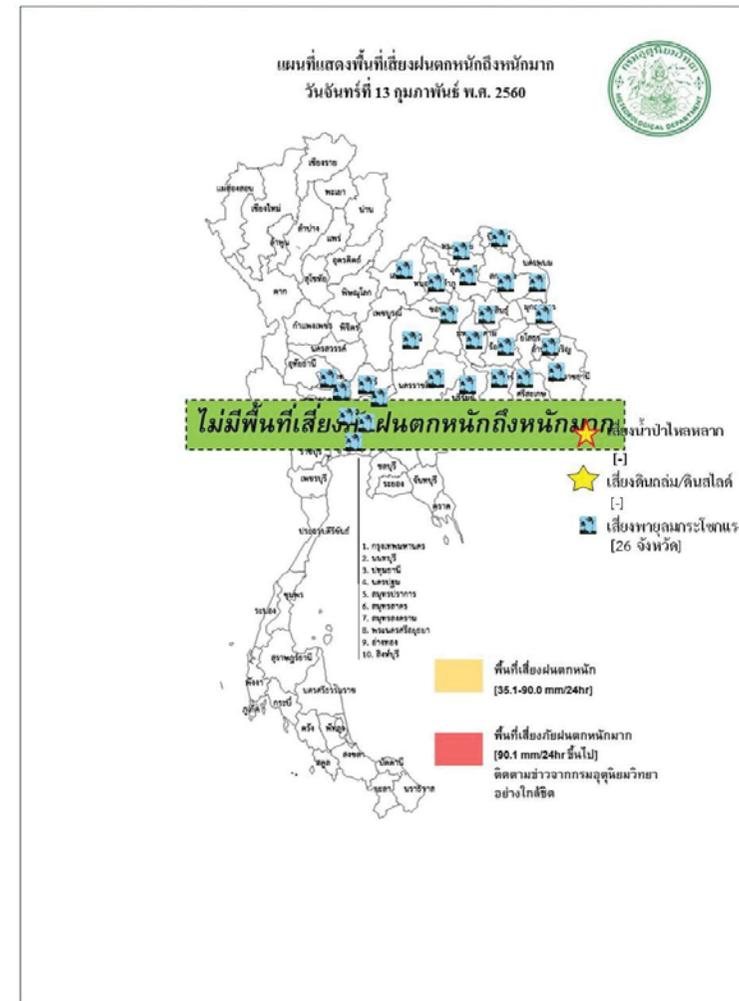 แผนที่แสดงพื้นที่เสี่ยงฝนตกหนักถึงหนักมาก
วันจันทร์ที่ 13 กุมภาพันธ์ พ.ศ. 2560
กรมอุตุนิยมวิทยา
METEOROLOGICAL DEPARTMENT
เชียงราย
แม่ฮ่องสอน
พะเยา
เชียงใหม่
น่าน
ลำปาง
ลำพูน
แพร่
อุตรดิตถ์
สุโขทัย
ตาก
พิษณุโลก
นครพนม
เพชรบูรณ์
กำแพงเพชร
พิจิตร
นครสวรรค์
อุทัยธานี
ยโสธร
ศรีสะเกษ
ไม่มีพื้นที่เสี่ยงภัยฝนตกหนักถึงหนักมาก
เสี่ยงน้ำป่าไหลหลาก
[-]
เสี่ยงดินถล่ม/ดินสไลด์
[-]
เสี่ยงพายุลมกระโชกแร
[26 จังหวัด]
ราชบุรี
เพชรบุรี
ชลบุรี
ระยอง
จันทบุรี
ตราด
ประจวบคีรีขันธ์
1. กรุงเทพมหานคร
2. นนทบุรี
3. ปทุมธานี
4. นครปฐม
5. สมุทรปราการ
6. สมุทรสาคร
7. สมุทรสงคราม
8. พระนครศรีอยุธยา
9. อ่างทอง
10. สิงห์บุรี
ชุมพร
ระนอง
สุราษฎร์ธานี
พังงา
นครศรีธรรมราช
ภูเก็ต
กระบี่
ตรัง
พัทลุง
สงขลา
สตูล
ปัตตานี
ยะลา
นราธิวาส
พื้นที่เสี่ยงฝนตกหนัก
[35.1-90.0 mm/24hr]
พื้นที่เสี่ยงภัยฝนตกหนักมาก
[90.1 mm/24hr ขึ้นไป]
ติดตามข่าวจากกรมอุตุนิยมวิทยา
อย่างใกล้ชิด